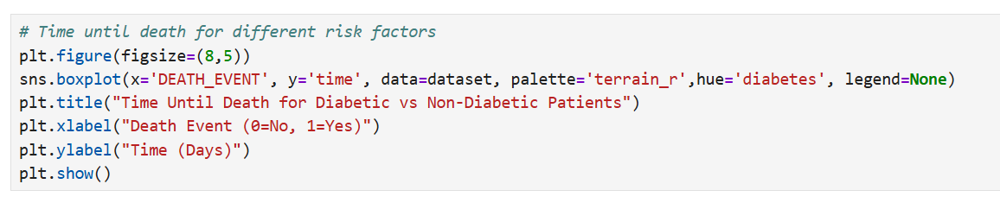 # Time until death for different risk factors
plt.figure(figsize=(8,5))
sns.boxplot(x='DEATH_EVENT', y='time', data=dataset, palette='terrain_r',hue='diabetes', legend=None)
plt.title("Time Until Death for Diabetic vs Non-Diabetic Patients")
plt.xlabel("Death Event (0=No, 1=Yes)")
plt.ylabel("Time (Days)")
plt.show()